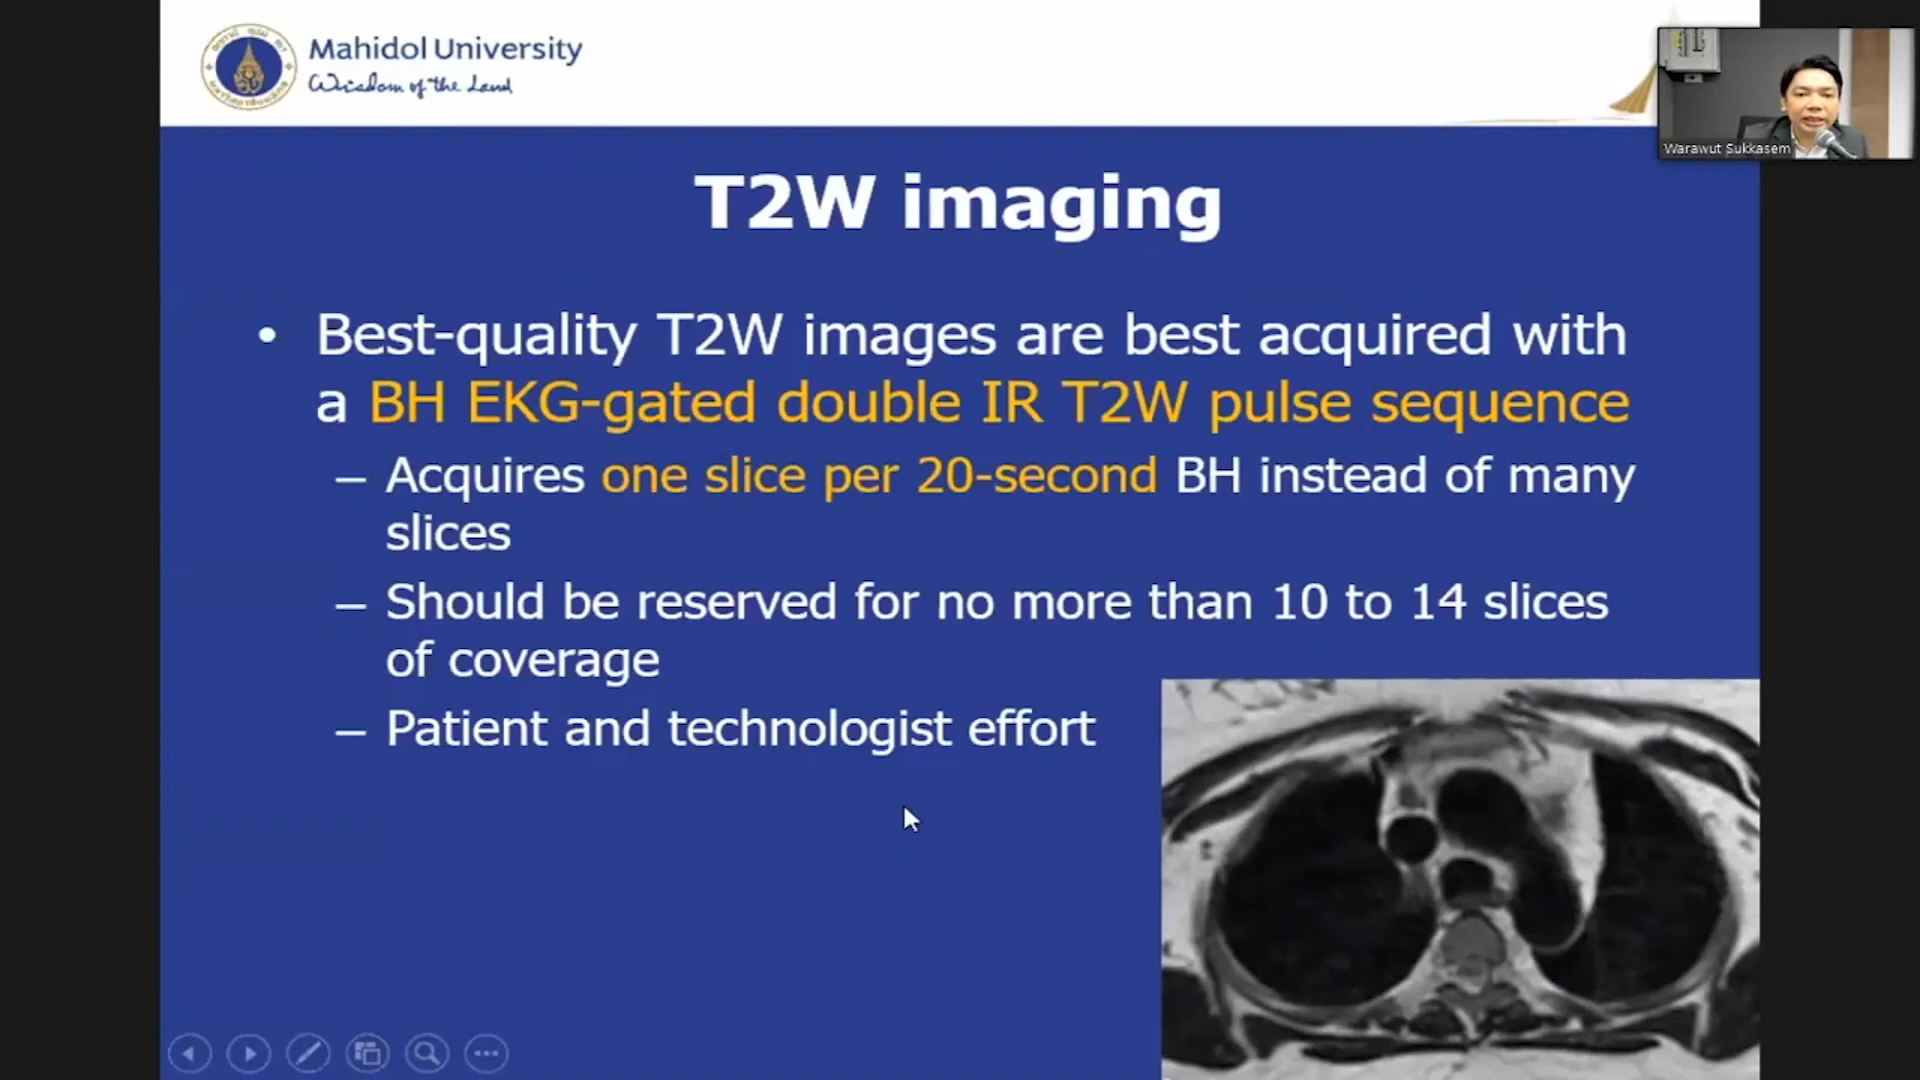 Mahidol University
Wisdom of the Land
Warawut Sukkasem
T2W imaging
• Best-quality T2W images are best acquired with
a BH EKG-gated double IR T2W pulse sequence
– Acquires one slice per 20-second BH instead of many
slices
– Should be reserved for no more than 10 to 14 slices
of coverage
– Patient and technologist effort